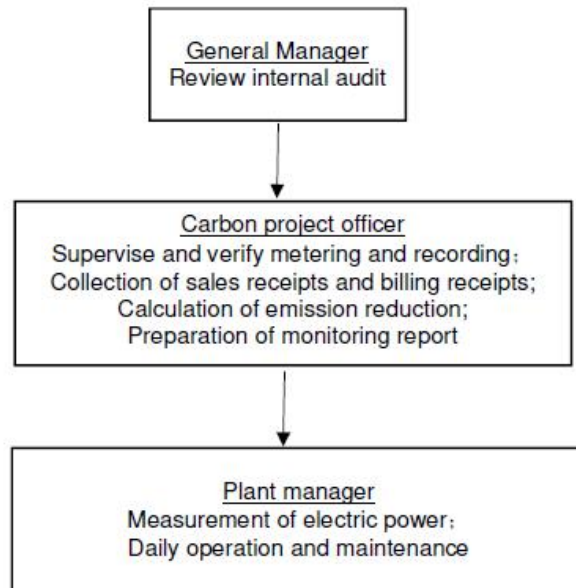 General Manager
Review internal audit
Carbon project officer
Supervise and verify metering and recording;
Collection of sales receipts and billing receipts;
Calculation of emission reduction;
Preparation of monitoring report
Plant manager
Measurement of electric power;
Daily operation and maintenance